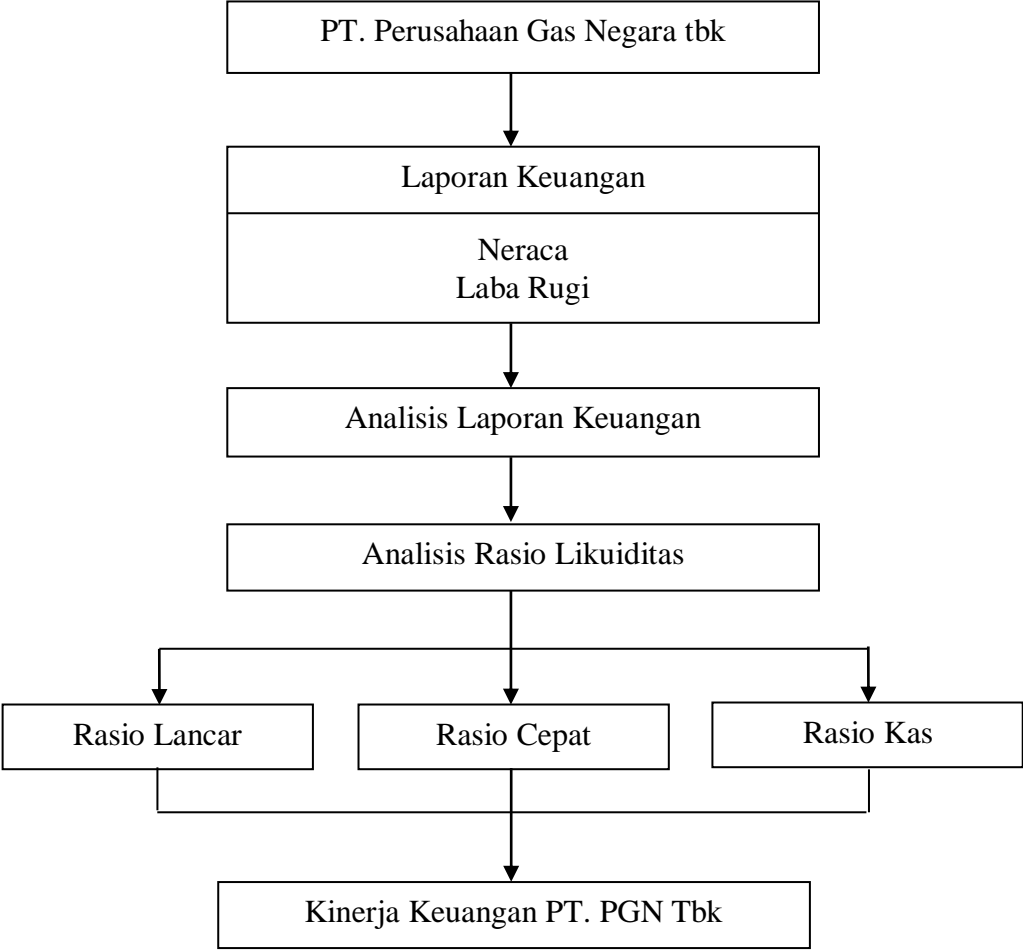 PT. Perusahaan Gas Negara tbk
Laporan Keuangan
Neraca
Laba Rugi
Analisis Laporan Keuangan
Analisis Rasio Likuiditas
Rasio Lancar
Rasio Cepat
Rasio Kas
Kinerja Keuangan PT. PGN Tbk